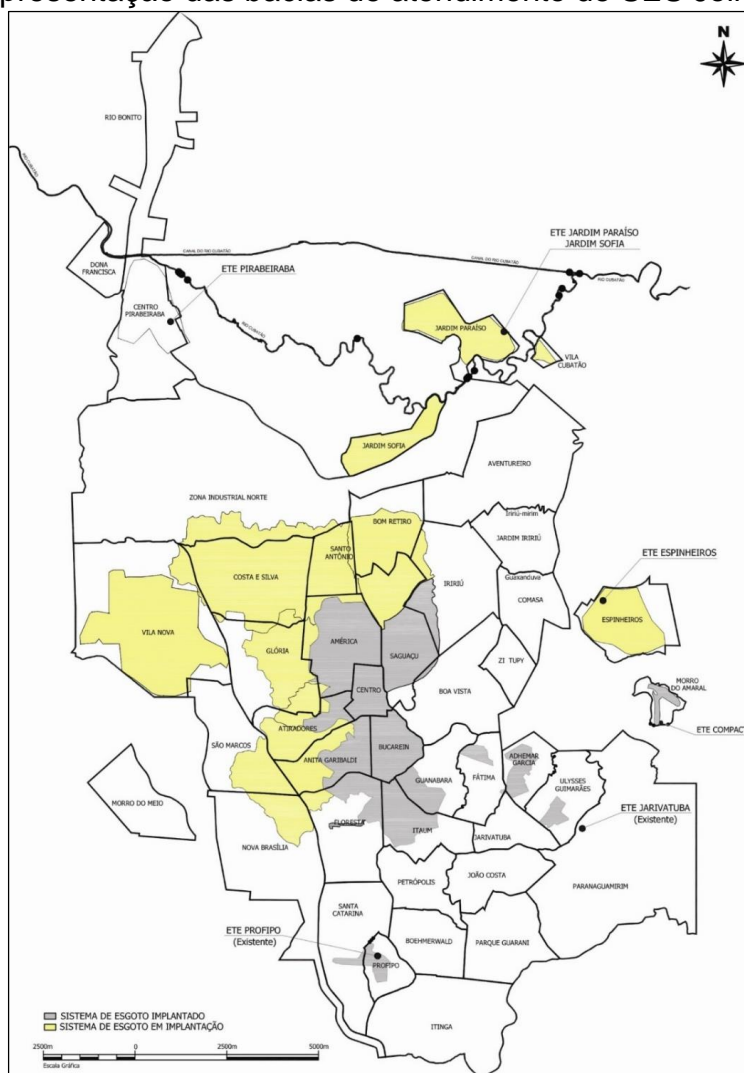 presentação das bacias de atendimento do SES
N
RIO BONITO
RIO CUBATÃO
CANAL DO RIO CUBATÃO
RIO CUBATÃO
DONA
FRANCISCA
ETE PIRABEIRABA
CENTRO
PIRABEIRABA
ETE JARDIM PARAÍSO
JARDIM SOFIA
JARDIM PARAÍSO
VILA
CUBATÃO
RIO CUBATÃO
JARDIM SOFIA
AVENTUREIRO
ZONA INDUSTRIAL NORTE
BOM RETIRO
Iririú-mirim
JARDIM IRIRIÚ
SANTO
ANTÔNIO
COSTA E SILVA
IRIRIÚ
Guaxanduva
COMASA
ETE ESPINHEIROS
ESPINHEIROS
VILA NOVA
GLÓRIA
AMÉRICA
SAGUAÇU
ZI TUPY
CENTRO
BOA VISTA
MORRO
DO AMARAL
ETE COMPACT
ATIRADORES
SÃO MARCOS
ANITA GARIBALDI
BUCAREIN
GUANABARA
FÁTIMA
ADHEMAR
GARCIA
ULYSSES
GUIMARÃES
MORRO DO MEIO
ETE JARIVATUBA
(Existente)
FLORESTA
ITAUM
JARIVATUBA
NOVA BRASÍLIA
PETRÓPOLIS
JOÃO COSTA
PARANAGUAMIRIM
SANTA
CATARINA
ETE PROFIPO
(Existente)
BOEHMERWALD
PARQUE GUARANI
PROFIPO
ITINGA
SISTEMA DE ESGOTO IMPLANTADO
SISTEMA DE ESGOTO EM IMPLANTAÇÃO
2500m 0 2500m 5000m
Escala Gráfica